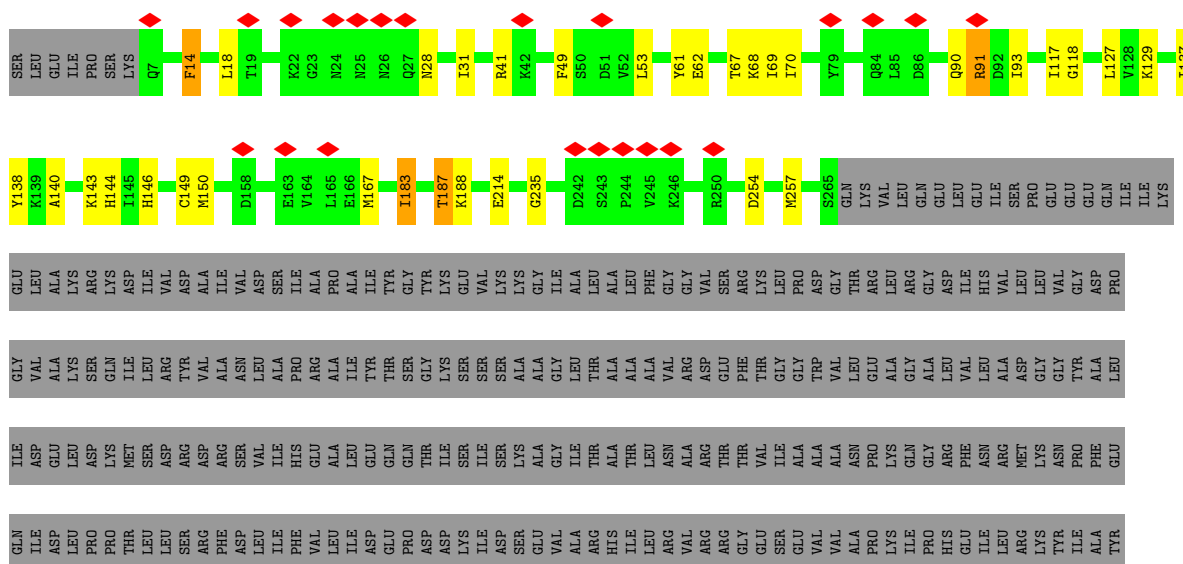 SER LEU GLU ILE PRO SER LYS Q7 F14 L18 T19 K22 G23 N24 N25 N26 Q27 N28 I31 R41 K42 F49 S50 D51 V52 L53 Y61 E62 T67 K68 I69 I70 Y79 Q84 L85 D86 Q90 R91 D92 I93 I117 G118 L127 V128 K129
Y138 K139 A140 K143 H144 I145 H146 C149 M150 D158 E163 V164 L165 E166 M167 I183 T187 K188 E214 G235 D242 S243 P244 V245 K246 R250 D254 M257 S265 GLN LYS VAL LEU GLN GLU LEU GLU ILE SER PRO GLU GLU GLU GLN ILE ILE LYS
GLU LEU ALA LYS ARG LYS ASP ILE VAL ASP ALA ILE VAL ASP SER ILE ALA PRO ALA ILE TYR GLY TYR LYS GLU VAL LYS LYS GLY ILE ALA LEU ALA LEU PHE GLY GLY VAL SER ARG LYS LEU PRO ASP GLY THR ARG LEU ARG GLY ASP ILE HIS VAL LEU LEU VAL GLY ASP PRO
GLY VAL ALA LYS SER GLN ILE LEU ARG TYR VAL ALA ASN LEU ALA PRO ARG ALA ILE TYR THR SER GLY LYS SER SER SER ALA ALA GLY LEU THR ALA ALA ALA VAL ARG ASP GLU PHE THR GLY GLY TRP VAL LEU GLU ALA GLY ALA LEU VAL LEU ALA ASP GLY GLY TYR ALA LEU
ILE ASP GLU LEU ASP LYS MET SER ASP ARG ASP ARG SER VAL ILE HIS GLU ALA LEU GLU GLN GLN THR ILE SER ILE SER LYS ALA GLY ILE THR ALA THR LEU ASN ALA ARG THR THR VAL ILE ALA ALA ALA ASN PRO LYS GLN GLY ARG PHE ASN ARG MET LYS ASN PRO PHE GLU
GLN ILE ASP LEU PRO PRO THR LEU LEU SER ARG PHE ASP LEU ILE PHE VAL LEU ILE ASP GLU PRO ASP ASP LYS ILE ASP SER GLU VAL ALA ARG HIS ILE LEU ARG VAL ARG ARG GLY GLU SER GLU VAL VAL ALA PRO LYS ILE PRO HIS GLU ILE LEU ARG LYS TYR ILE ALA TYR